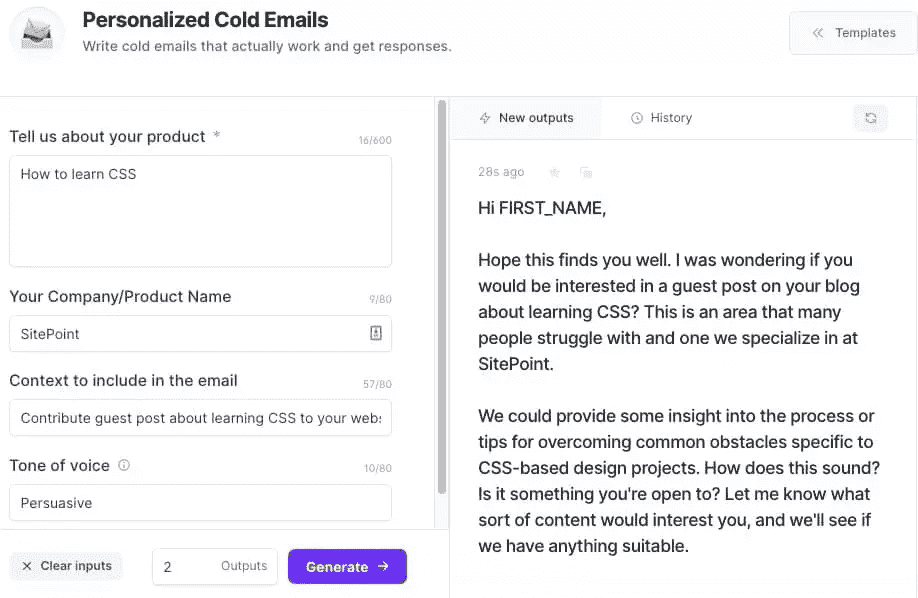 Personalized Cold Emails
Write cold emails that actually work and get responses.
Templates
Tell us about your product *
16/600
How to learn CSS
Your Company/Product Name
9/80
SitePoint
Context to include in the email
57/80
Contribute guest post about learning CSS to your webs
Tone of voice
10/80
Persuasive
Clear inputs
2
Outputs
Generate
New outputs
History
28s ago
Hi FIRST_NAME,
Hope this finds you well. I was wondering if you
would be interested in a guest post on your blog
about learning CSS? This is an area that many
people struggle with and one we specialize in at
SitePoint.
We could provide some insight into the process or
tips for overcoming common obstacles specific to
CSS-based design projects. How does this sound?
Is it something you're open to? Let me know what
sort of content would interest you, and we'll see if
we have anything suitable.